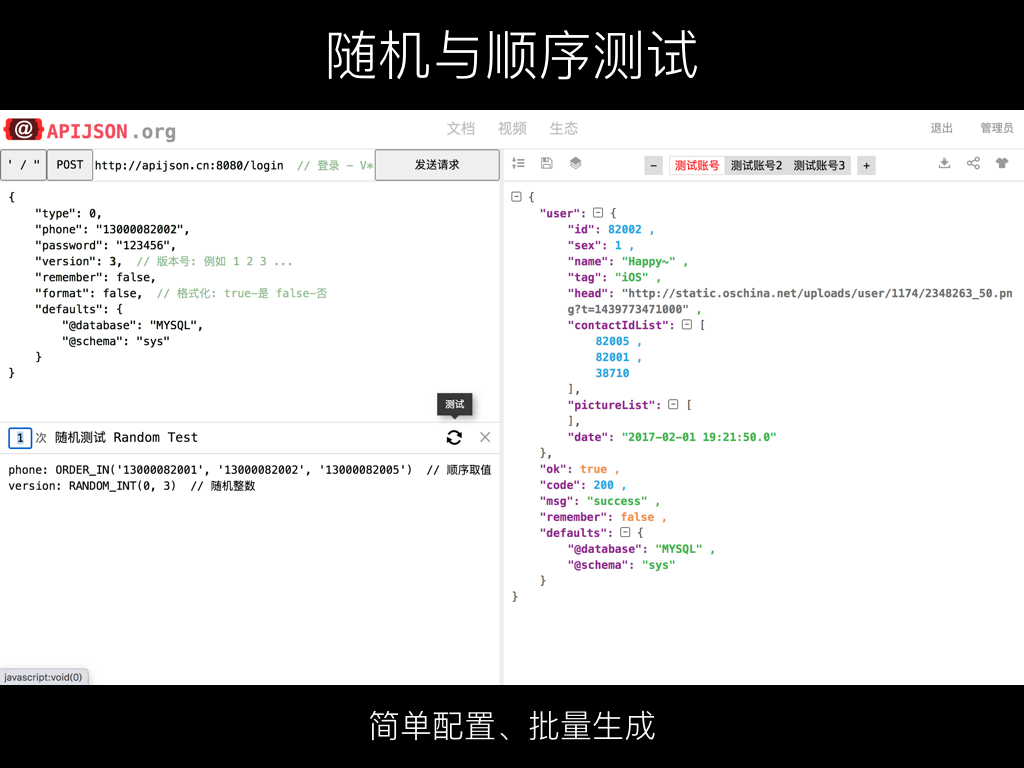 随机与顺序测试
@ APIJSON.org 文档 视频 生态 退出 管理员
' / " POST http://apijson.cn:8080/login // 登录 - V* 发送请求
- 测试账号 测试账号2 测试账号3 +
{
"type": 0,
"phone": "13000082002",
"password": "123456",
"version": 3, // 版本号: 例如 1 2 3 ...
"remember": false,
"format": false, // 格式化: true-是 false-否
"defaults": {
"@database": "MYSQL",
"@schema": "sys"
}
}
测试
1 次 随机测试 Random Test
phone: ORDER_IN('13000082001', '13000082002', '13000082005') // 顺序取值
version: RANDOM_INT(0, 3) // 随机整数
{
"user": {
"id": 82002 ,
"sex": 1 ,
"name": "Happy~" ,
"tag": "iOS" ,
"head": "http://static.oschina.net/uploads/user/1174/2348263_50.pn
g?t=1439773471000" ,
"contactIdList": [
82005 ,
82001 ,
38710
],
"pictureList": [
],
"date": "2017-02-01 19:21:50.0"
},
"ok": true ,
"code": 200 ,
"msg": "success" ,
"remember": false ,
"defaults": {
"@database": "MYSQL" ,
"@schema": "sys"
}
}
javascript:void(0)
简单配置、批量生成